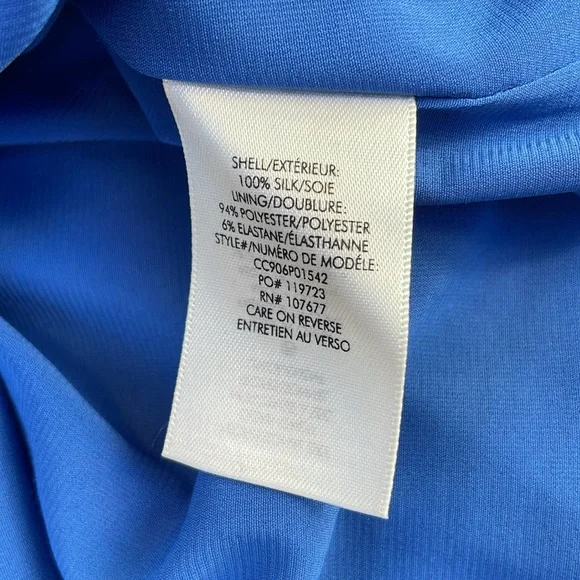 SHELL/EXTÉRIEUR:
100% SILK/SOIE
LINING/DOUBLURE:
94% POLYESTER/POLYESTER
6% ELASTANE/ÉLASTHANNE
STYLE#/NUMÉRO DE MODÈLE:
CC906P01542
PO# 119723
RN# 107677
CARE ON REVERSE
ENTRETIEN AU VERSO